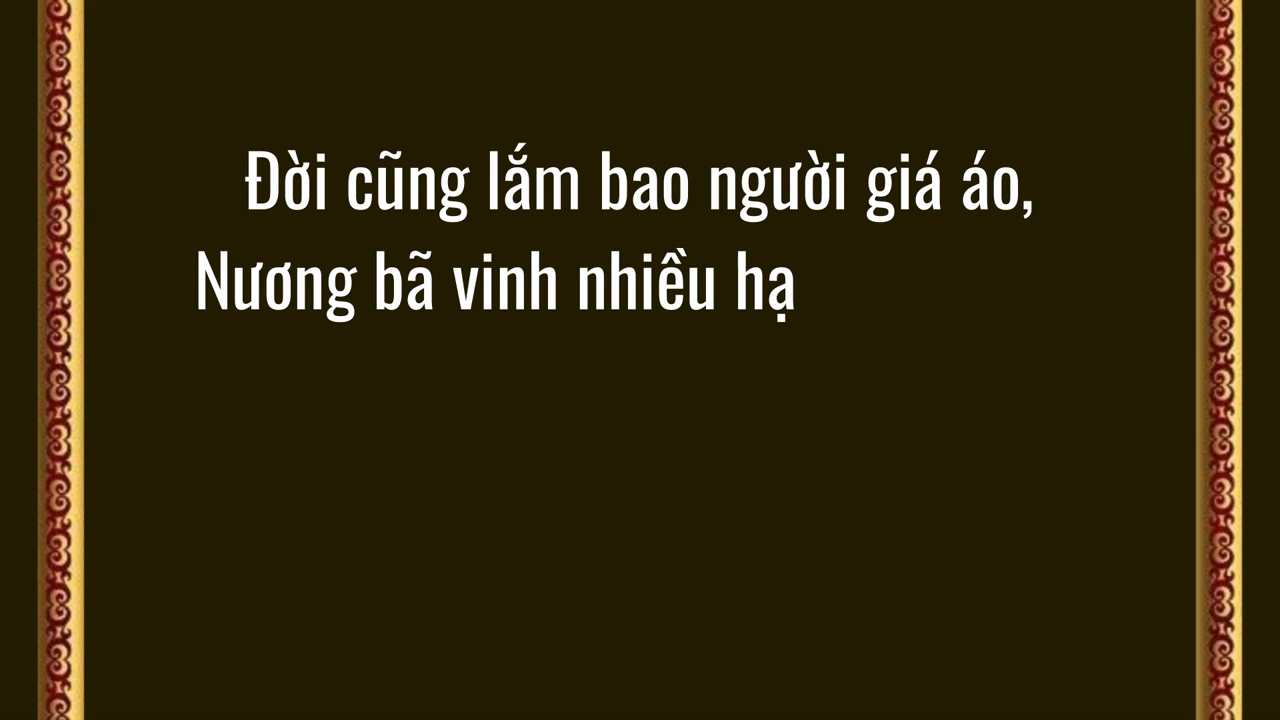 Đời cũng lắm bao người giá áo,
Nương bã vinh nhiều hạ